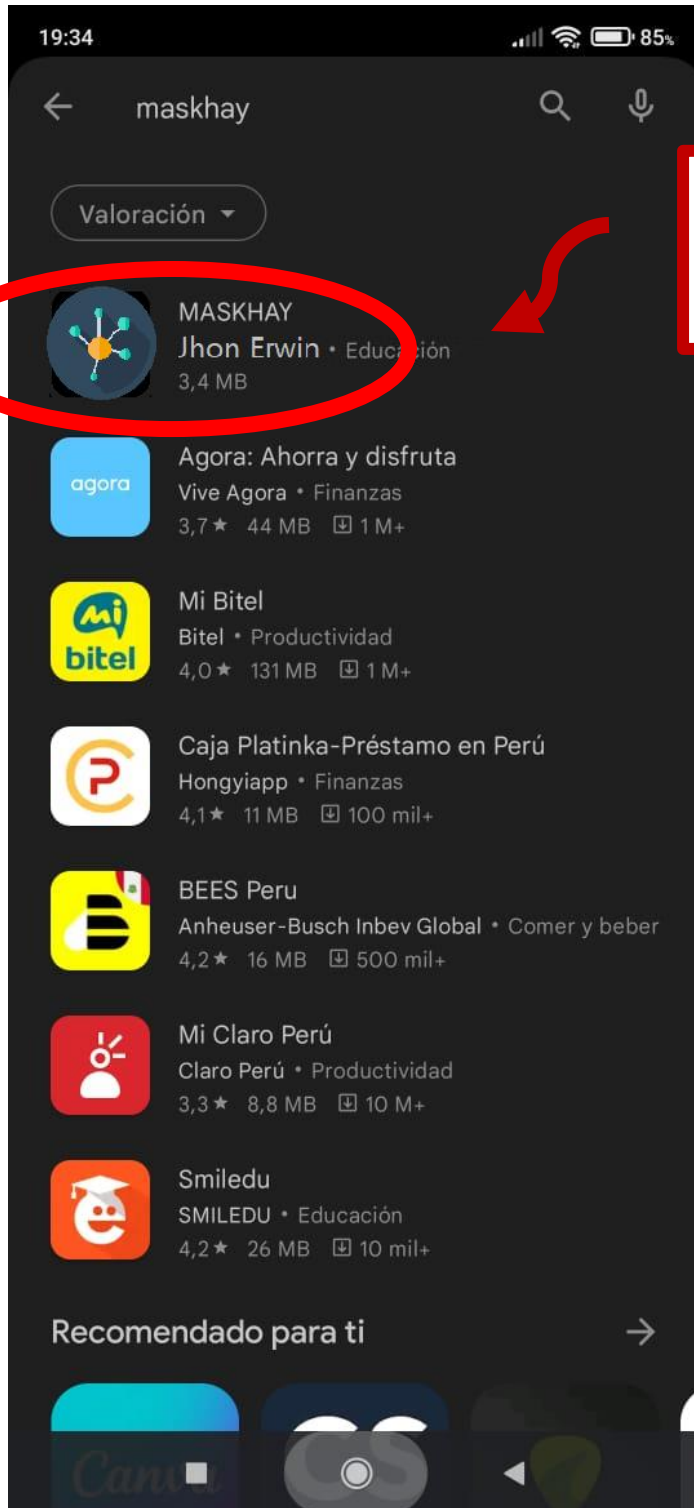 19:34
85%
maskhay
Valoración
MASKHAY
Jhon Erwin • Educación
3,4 MB
agora
Agora: Ahorra y disfruta
Vive Agora • Finanzas
3,7★ 44 MB 1 M+
Mi
bitel
Mi Bitel
Bitel • Productividad
4,0★ 131 MB 1 M+
Caja Platinka-Préstamo en Perú
Hongyiapp • Finanzas
4,1★ 11 MB 100 mil+
BEES Peru
Anheuser-Busch Inbev Global • Comer y beber
4,2★ 16 MB 500 mil+
Mi Claro Perú
Claro Perú • Productividad
3,3★ 8,8 MB 10 M+
Smiledu
SMILEDU • Educación
4,2★ 26 MB 10 mil+
Recomendado para ti
Canva
CS